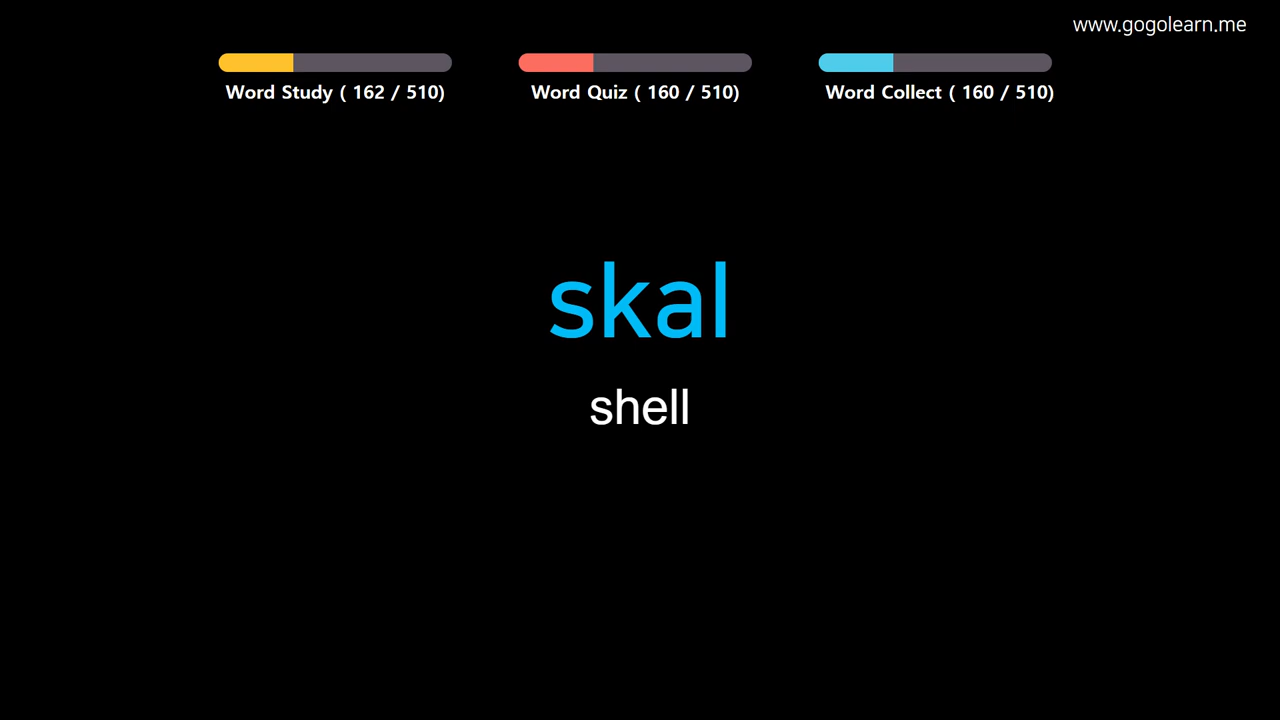 www.gogolearn.me
Word Study ( 162 / 510)
Word Quiz ( 160 / 510)
Word Collect ( 160 / 510)
skal
shell